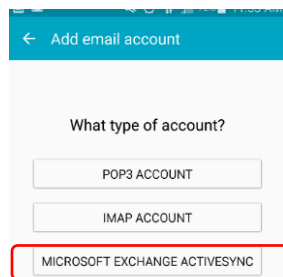 Add email account
What type of account?
POP3 ACCOUNT
IMAP ACCOUNT
MICROSOFT EXCHANGE ACTIVESYNC